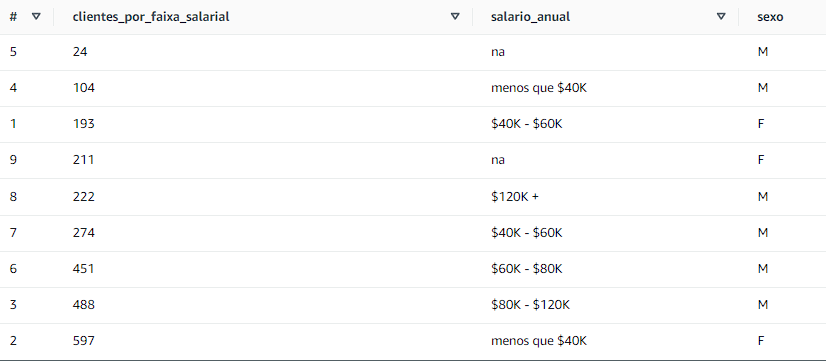 # clientes_por_faixa_salarial salario_anual sexo
5 24 na M
4 104 menos que $40K M
1 193 $40K - $60K F
9 211 na F
8 222 $120K + M
7 274 $40K - $60K M
6 451 $60K - $80K M
3 488 $80K - $120K M
2 597 menos que $40K F